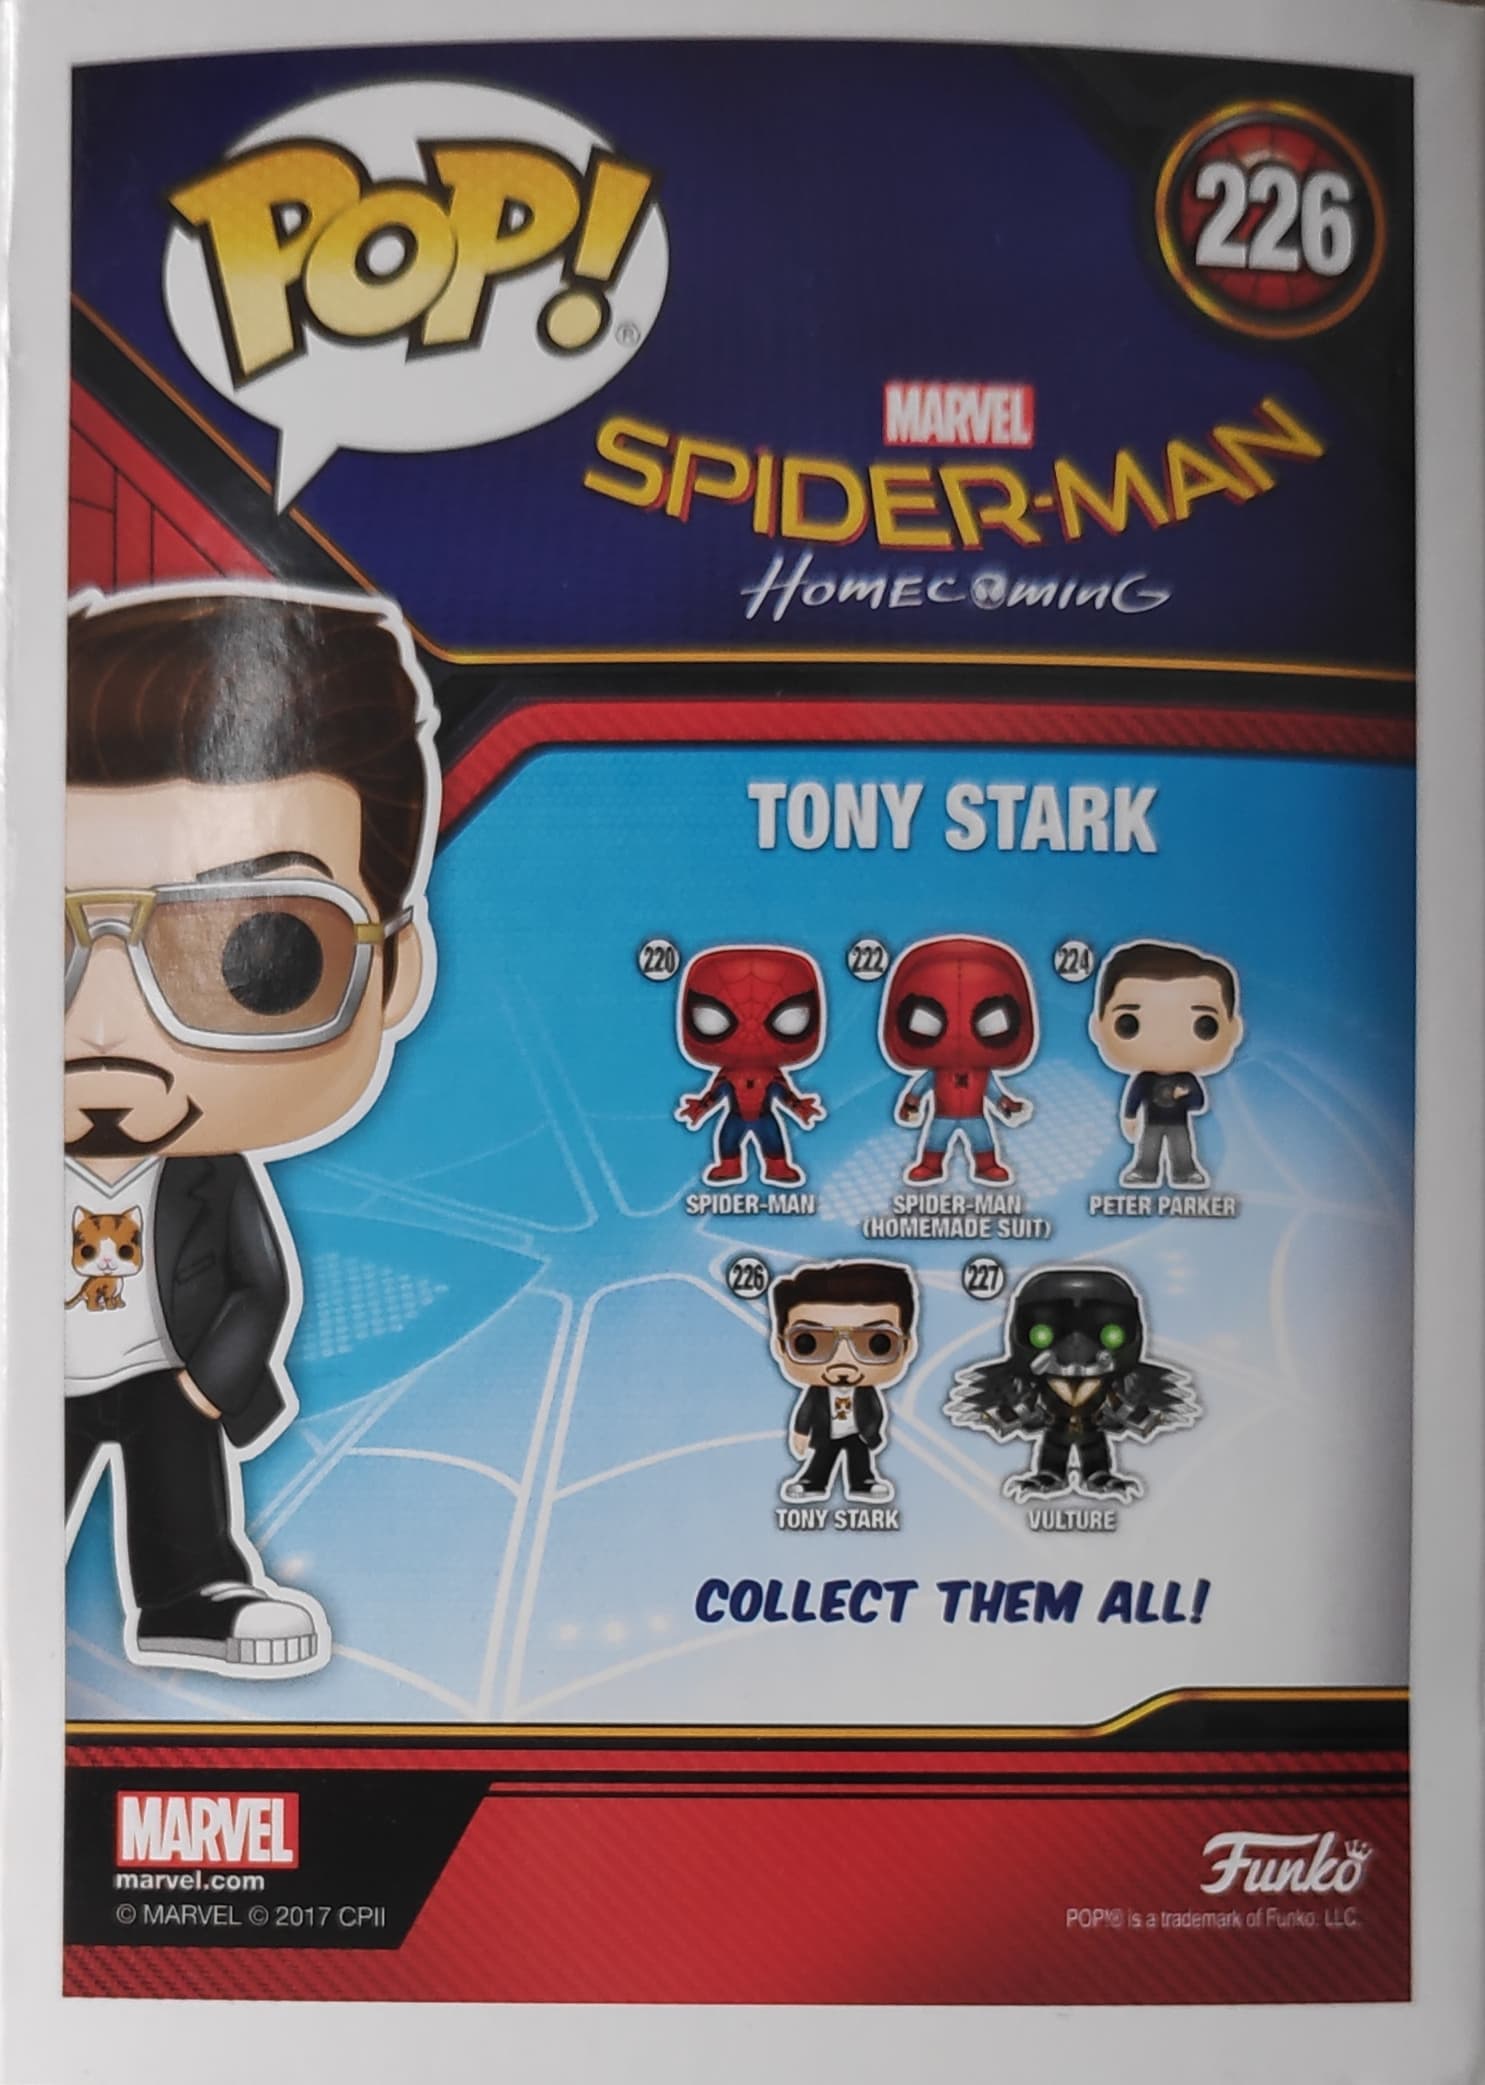 POP!®
226
MARVEL
SPIDER-MAN
HOMECOMING
TONY STARK
220
222
224
SPIDER-MAN
SPIDER-MAN
(HOMEMADE SUIT)
PETER PARKER
226
227
TONY STARK
VULTURE
COLLECT THEM ALL!
MARVEL
marvel.com
© MARVEL © 2017 CPII
Funko
POP!® is a trademark of Funko, LLC.